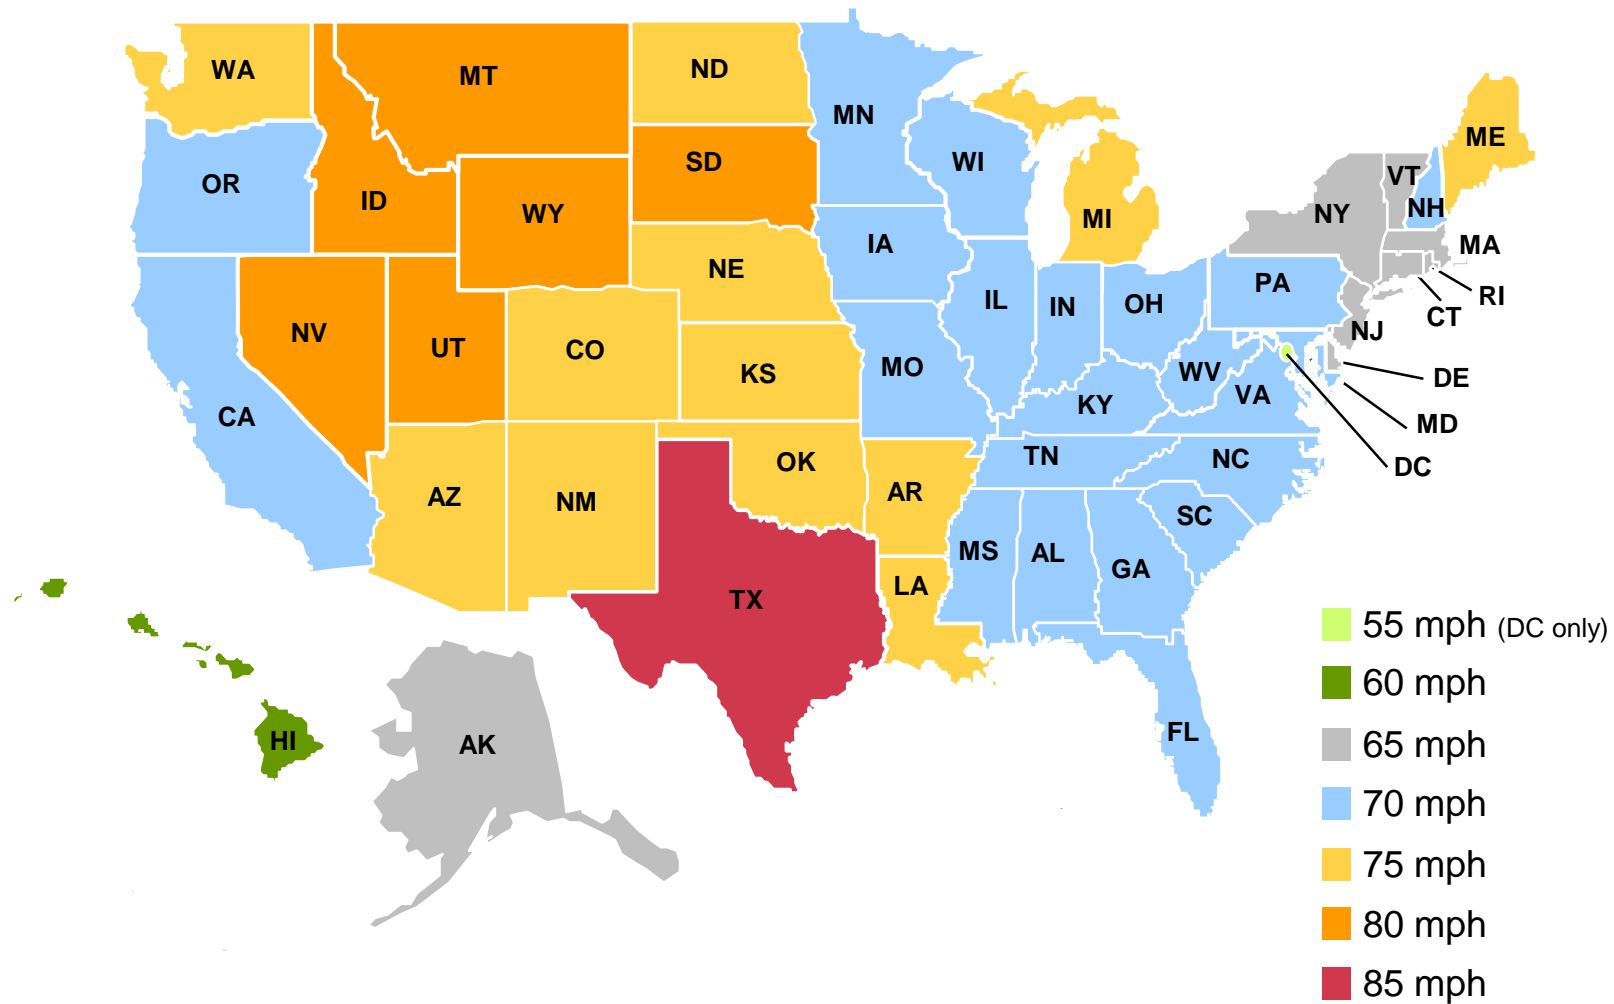 WA
MT
ND
MN
ME
SD
WI
VT
OR
ID
WY
NH
NY
MI
IA
MA
NE
PA
RI
IL
IN
OH
CT
NV
NJ
UT
CO
MO
KS
WV
DE
VA
KY
CA
MD
TN
NC
DC
OK
AZ
AR
NM
SC
MS
AL
GA
LA
TX
FL
HI
AK
55 mph (DC only)
60 mph
65 mph
70 mph
75 mph
80 mph
85 mph